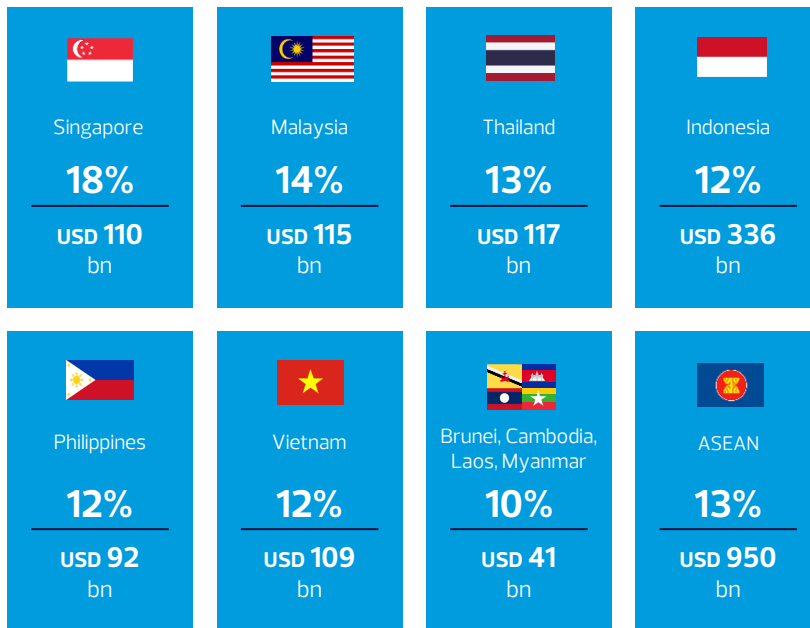 Singapore
18%
USD 110
bn
Malaysia
14%
USD 115
bn
Thailand
13%
USD 117
bn
Indonesia
12%
USD 336
bn
Philippines
12%
USD 92
bn
Vietnam
12%
USD 109
bn
Brunei, Cambodia,
Laos, Myanmar
10%
USD 41
bn
ASEAN
13%
USD 950
bn